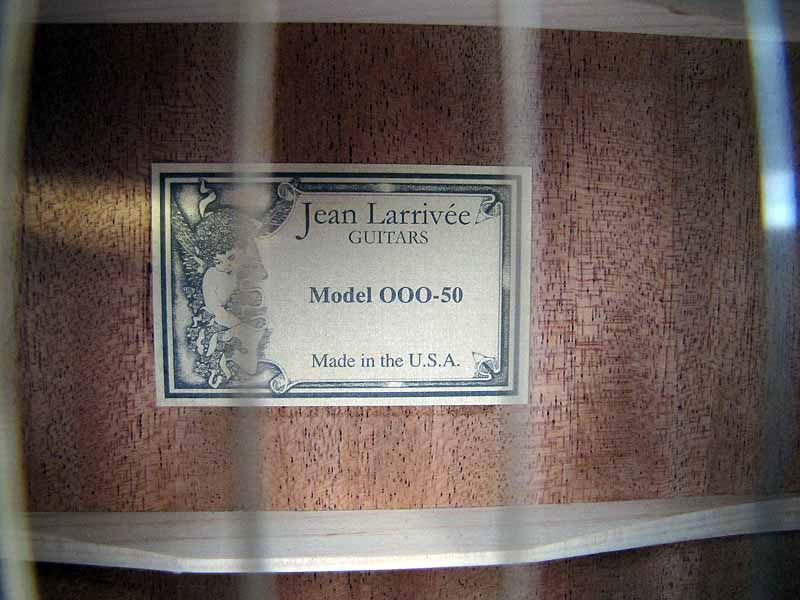 Jean Larrivée
GUITARS
Model OOO-50
Made in the U.S.A.